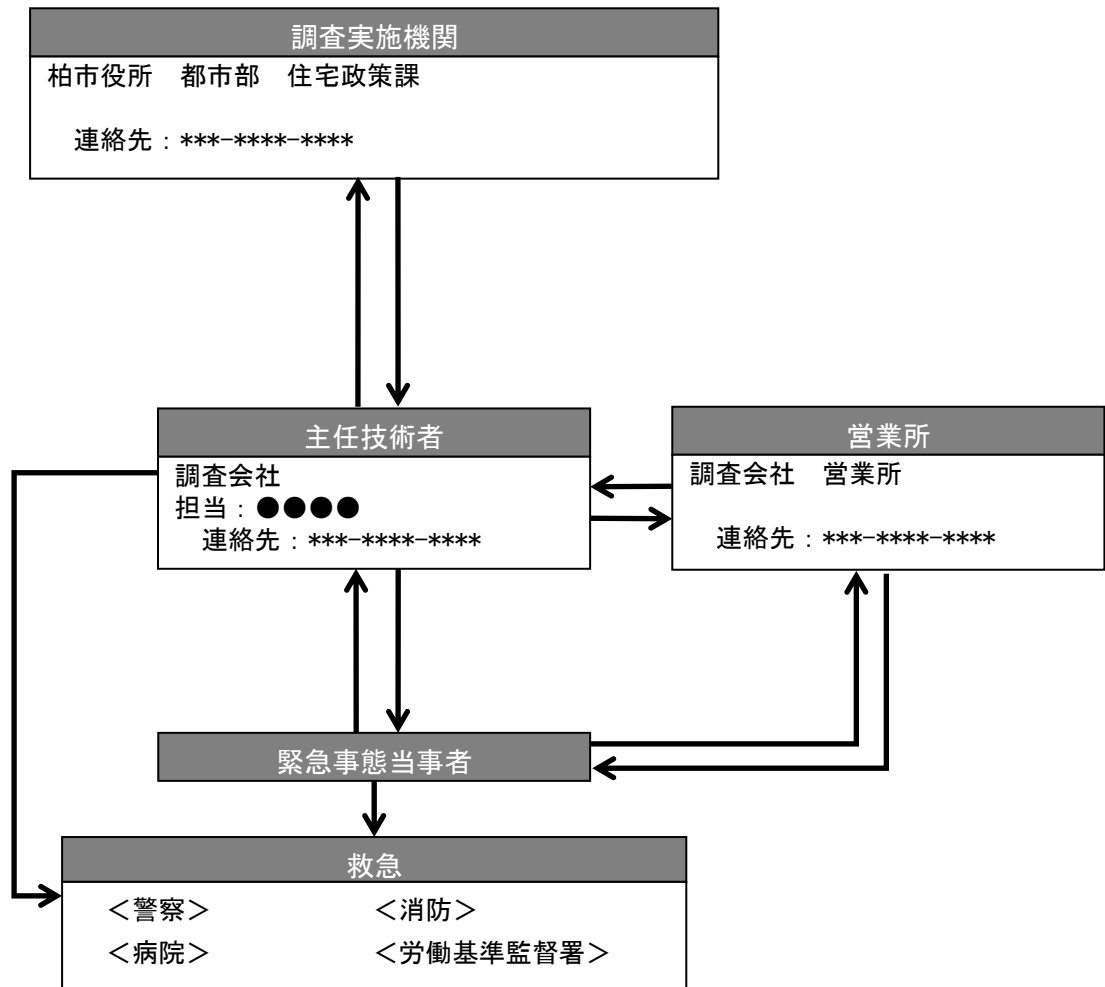 調査実施機関
柏市役所　都市部　住宅政策課
連絡先：***-****-****
主任技術者
調査会社
担当：●●●●
連絡先：***-****-****
営業所
調査会社　営業所
連絡先：***-****-****
緊急事態当事者
救急
＜警察＞　＜消防＞
＜病院＞　＜労働基準監督署＞